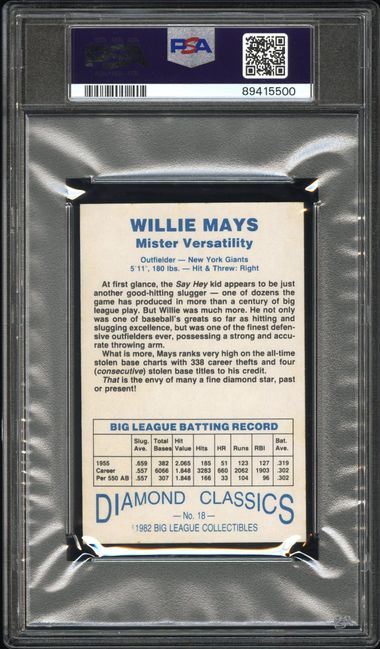 PSA
89415500
WILLIE MAYS
Mister Versatility
Outfielder — New York Giants
5'11", 180 lbs. — Hit & Threw: Right
At first glance, the Say Hey kid appears to be just
another good-hitting slugger — one of dozens the
game has produced in more than a century of big
league play. But Willie was much more. He not only
was one of baseball's greats so far as hitting and
slugging excellence, but was one of the finest defen-
sive outfielders ever, possessing a strong and accu-
rate throwing arm.
What is more, Mays ranks very high on the all-time
stolen base charts with 338 career thefts and four
(consecutive) stolen base titles to his credit.
That is the envy of many a fine diamond star, past
or present!
BIG LEAGUE BATTING RECORD
Slug. Total Hit Bat.
Ave. Bases Value Hits HR Runs RBI Ave.
1955 .659 382 2.065 185 51 123 127 .319
Career .557 6066 1.848 3283 660 2062 1903 .302
Per 550 AB .557 307 1.848 166 33 104 96 .302
DIAMOND CLASSICS
— No. 18 —
©1982 BIG LEAGUE COLLECTIBLES